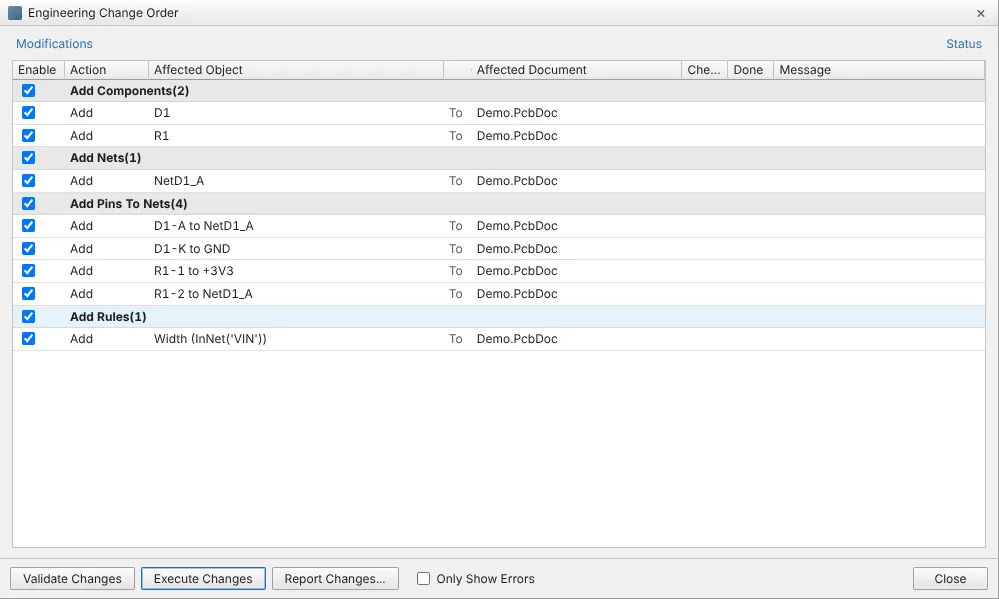 Engineering Change Order
Modifications Status
Enable Action Affected Object Affected Document Che... Done Message
Add Components(2)
Add D1 To Demo.PcbDoc
Add R1 To Demo.PcbDoc
Add Nets(1)
Add NetD1_A To Demo.PcbDoc
Add Pins To Nets(4)
Add D1-A to NetD1_A To Demo.PcbDoc
Add D1-K to GND To Demo.PcbDoc
Add R1-1 to +3V3 To Demo.PcbDoc
Add R1-2 to NetD1_A To Demo.PcbDoc
Add Rules(1)
Add Width (InNet('VIN')) To Demo.PcbDoc
Validate Changes Execute Changes Report Changes... Only Show Errors Close